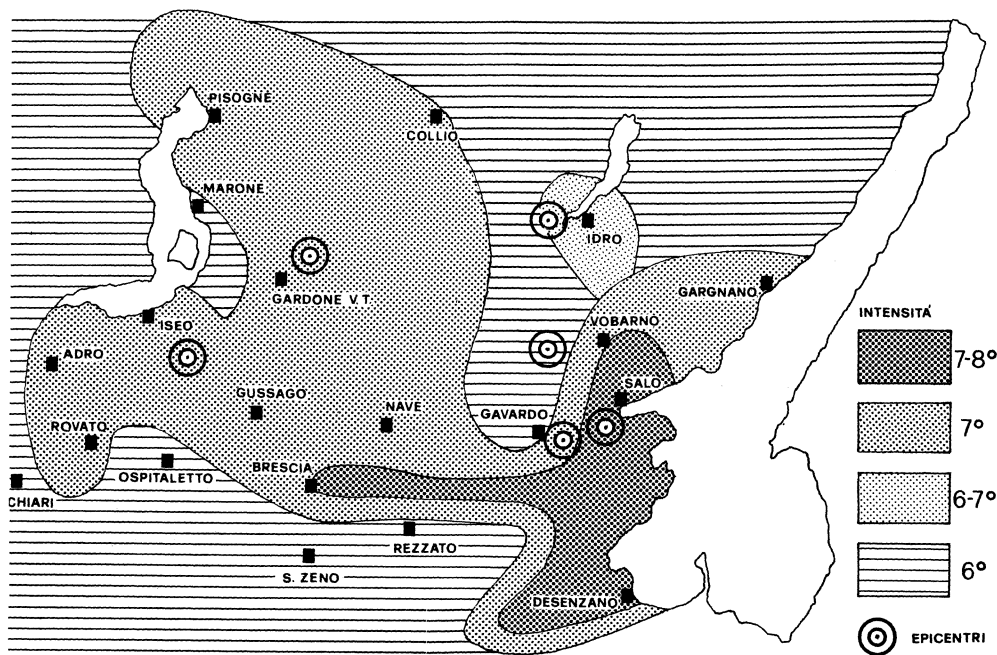 PISOGNE
COLLIO
MARONE
IDRO
GARDONE V.T.
GARGNANO
INTENSITÁ
ISEO
VOBARNO
ADRO
7-8°
SALO
GUSSAGO
NAVE
GAVARDO
ROVATO
7°
BRESCIA
OSPITALETTO
CHIARI
6-7°
REZZATO
S. ZENO
6°
DESENZANO
EPICENTRI